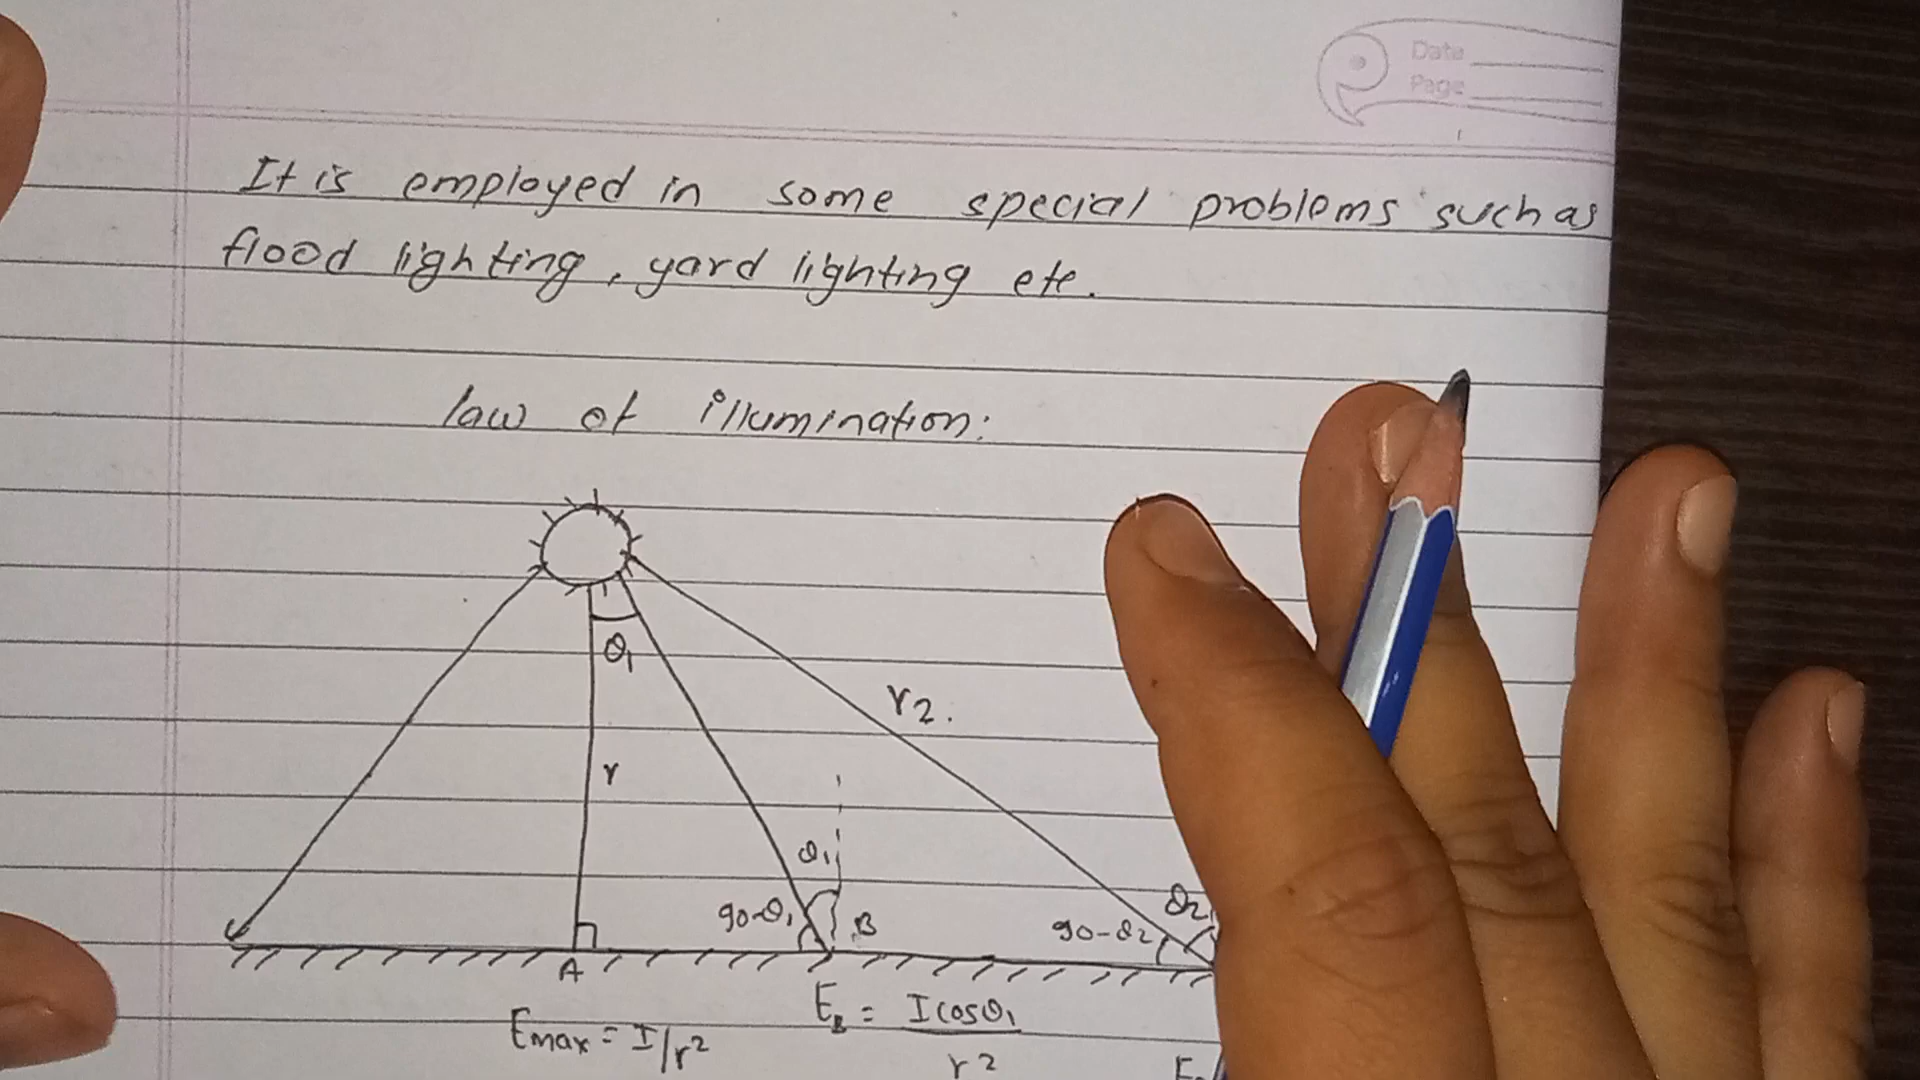 Date
Page
It is employed in some special problems such as
flood lighting, yard lighting etc.
law of illumination:
θ1
r2.
r
θ1
90-θ1
B
θ2
90-θ2
A
Emax = I/r2
EB = I cosθ1
r2